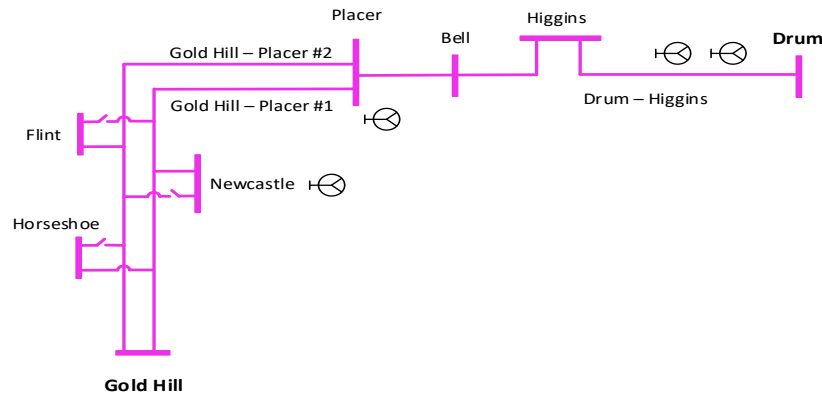 Placer
Higgins
Bell
Drum
Gold Hill – Placer #2
Gold Hill – Placer #1
Drum – Higgins
Flint
Newcastle
Horseshoe
Gold Hill